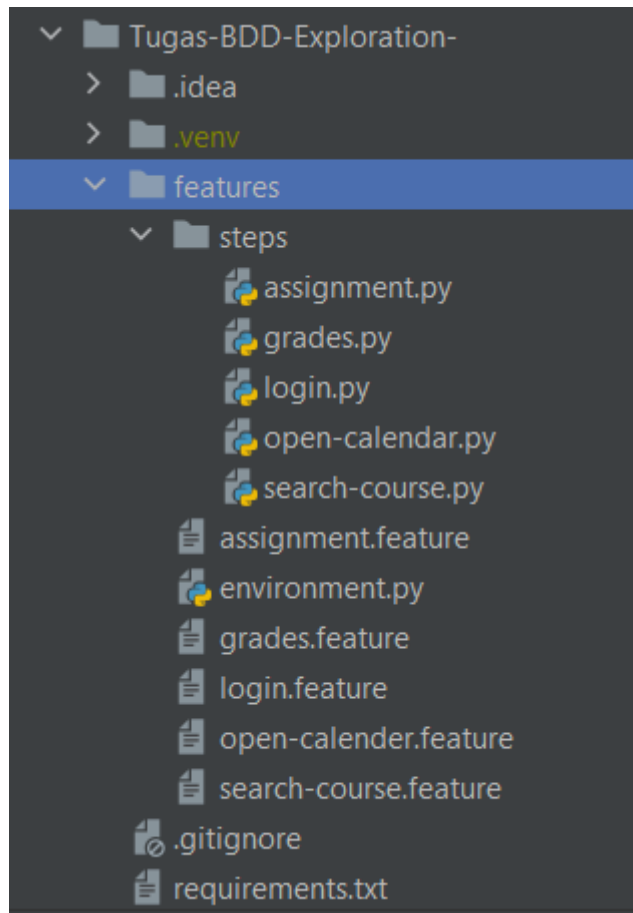 Tugas-BDD-Exploration-
.idea
.venv
features
steps
assignment.py
grades.py
login.py
open-calendar.py
search-course.py
assignment.feature
environment.py
grades.feature
login.feature
open-calender.feature
search-course.feature
.gitignore
requirements.txt